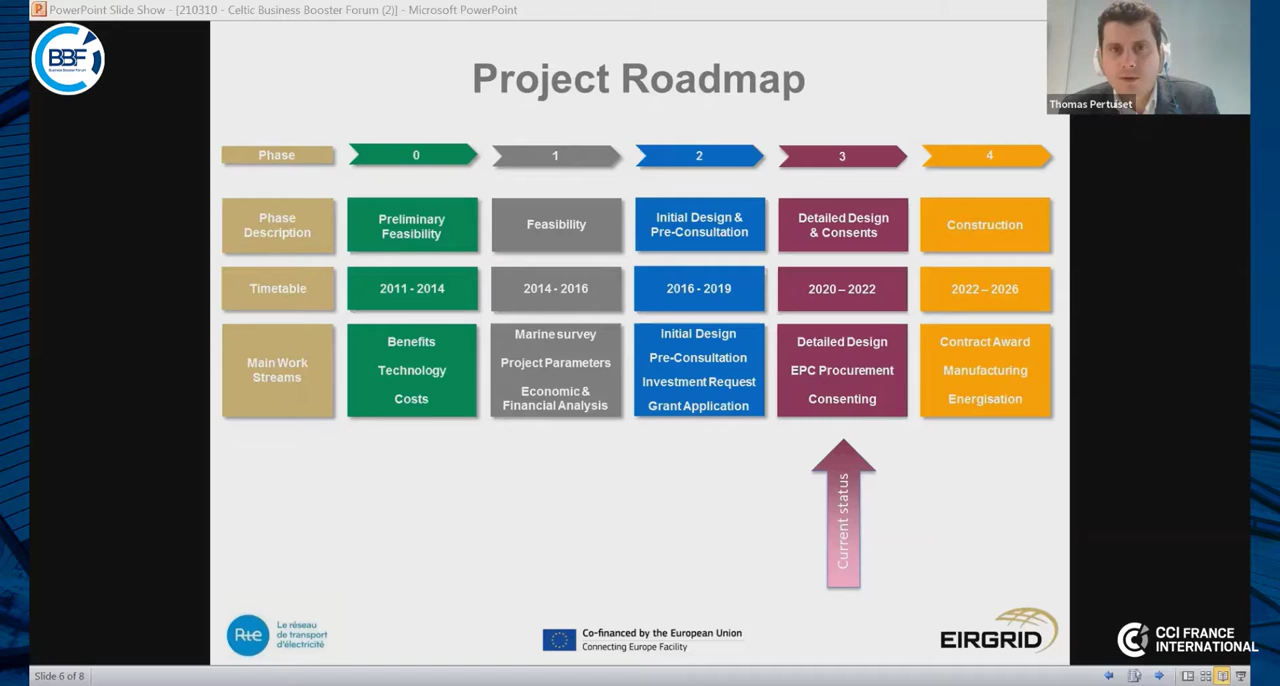 PowerPoint Slide Show - [210310 - Celtic Business Booster Forum (2)] - Microsoft PowerPoint
BBF
Business Booster Forum
Project Roadmap
Thomas Pertuiset
Phase
0
1
2
3
4
Phase
Description
Preliminary
Feasibility
Feasibility
Initial Design &
Pre-Consultation
Detailed Design
& Consents
Construction
Timetable
2011 - 2014
2014 - 2016
2016 - 2019
2020 – 2022
2022 – 2026
Main Work
Streams
Benefits
Technology
Costs
Marine survey
Project Parameters
Economic &
Financial Analysis
Initial Design
Pre-Consultation
Investment Request
Grant Application
Detailed Design
EPC Procurement
Consenting
Contract Award
Manufacturing
Energisation
Current status
Rte
Le réseau
de transport
d'électricité
Co-financed by the European Union
Connecting Europe Facility
EIRGRID
CCI FRANCE
INTERNATIONAL
Slide 6 of 8